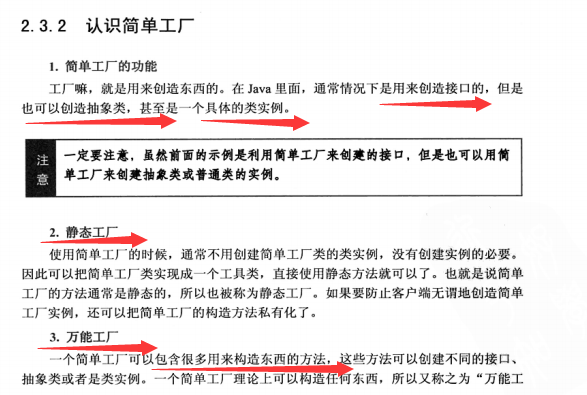 2.3.2 认识简单工厂
1. 简单工厂的功能
工厂嘛，就是用来创造东西的。在 Java 里面，通常情况下是用来创造接口的，但是
也可以创造抽象类，甚至是一个具体的类实例。
注意
一定要注意，虽然前面的示例是利用简单工厂来创建的接口，但是也可以用简
单工厂来创建抽象类或普通类的实例。
2. 静态工厂
使用简单工厂的时候，通常不用创建简单工厂类的类实例，没有创建实例的必要。
因此可以把简单工厂类实现成一个工具类，直接使用静态方法就可以了。也就是说简单
工厂的方法通常是静态的，所以也被称为静态工厂。如果要防止客户端无谓地创造简单
工厂实例，还可以把简单工厂的构造方法私有化了。
3. 万能工厂
一个简单工厂可以包含很多用来构造东西的方法，这些方法可以创建不同的接口、
抽象类或者是类实例。一个简单工厂理论上可以构造任何东西，所以又称之为“万能工